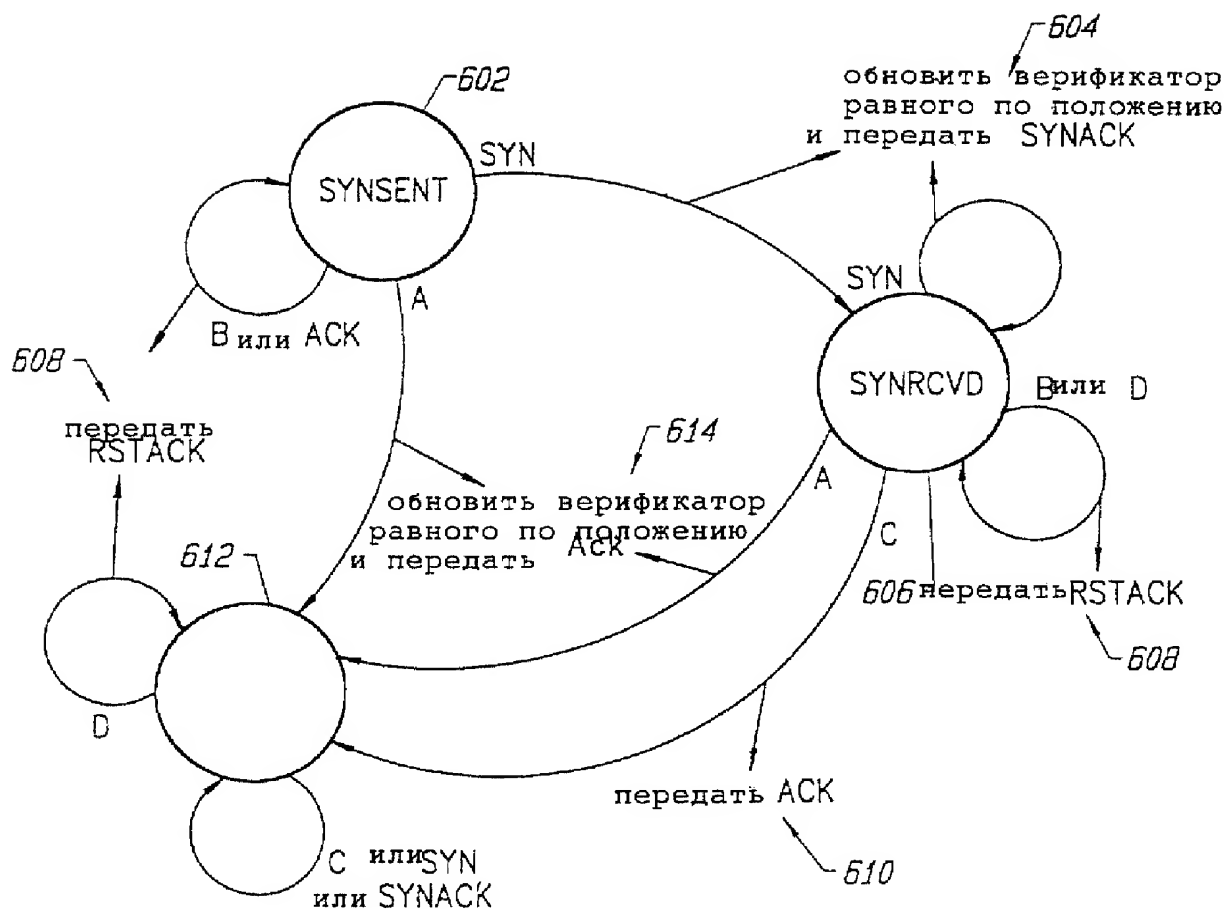 604
обновить верификатор
равного по положению
и передать SYNACK
602
SYN
SYNSENT
A
B или ACK
SYN
SYNRCVD
B или D
608
передать
RSTACK
614
обновить верификатор
равного по положению
и передать Ack
A
C
606 передать RSTACK
608
612
D
передать ACK
610
C или SYN
или SYNACK